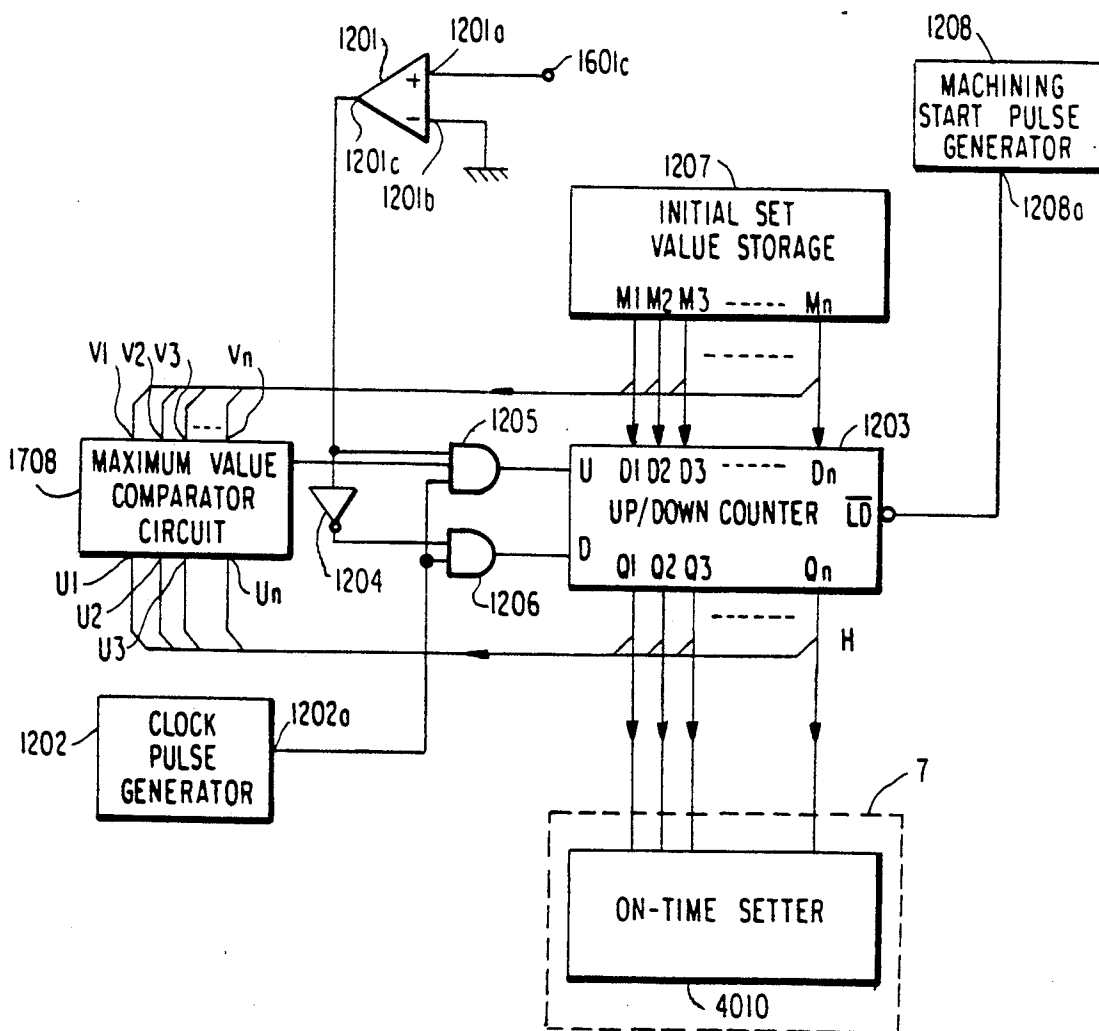 1201
1201a
1601c
+
−
1201c
1201b
1208
MACHINING
START PULSE
GENERATOR
1208a
1207
INITIAL SET
VALUE STORAGE
M1 M2 M3 ----- Mn
V1 V2 V3 Vn
1205
1203
1708
MAXIMUM VALUE
COMPARATOR
CIRCUIT
U D1 D2 D3 ----- Dn
UP/DOWN COUNTER L̅D̅
D
Q1 Q2 Q3 Qn
1204
1206
U1
U2
U3
Un
H
1202
CLOCK
PULSE
GENERATOR
1202a
7
ON-TIME SETTER
4010